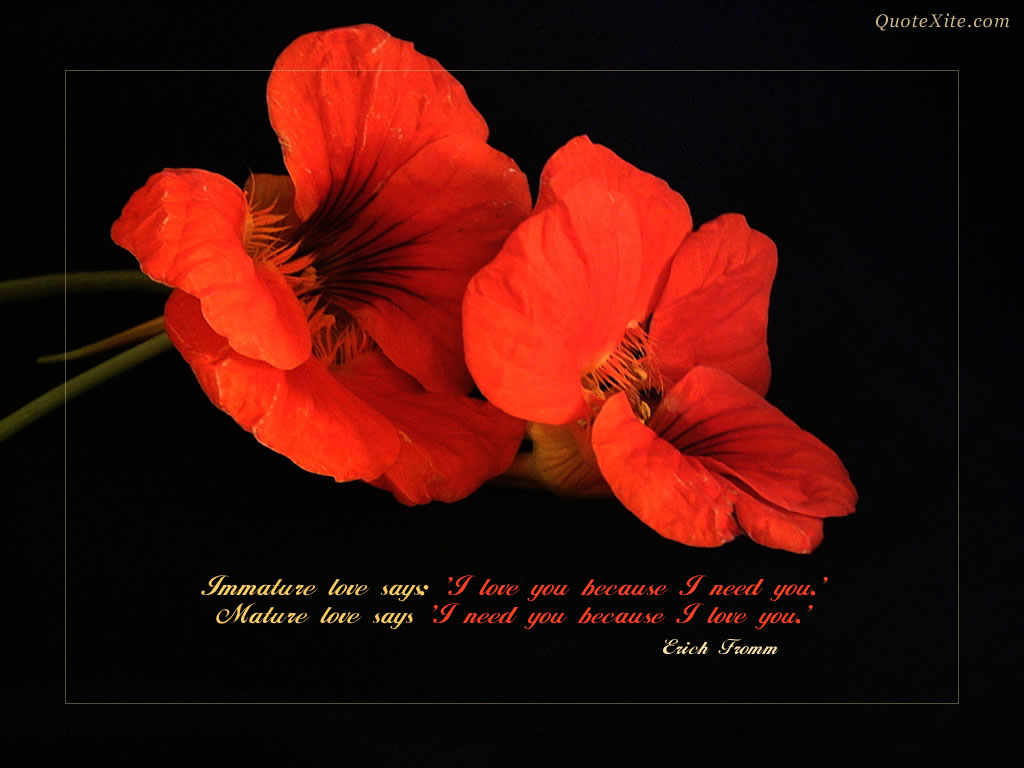 QuoteXite.com
Immature love says: 'I love you because I need you.'
Mature love says 'I need you because I love you.'
Erich Fromm